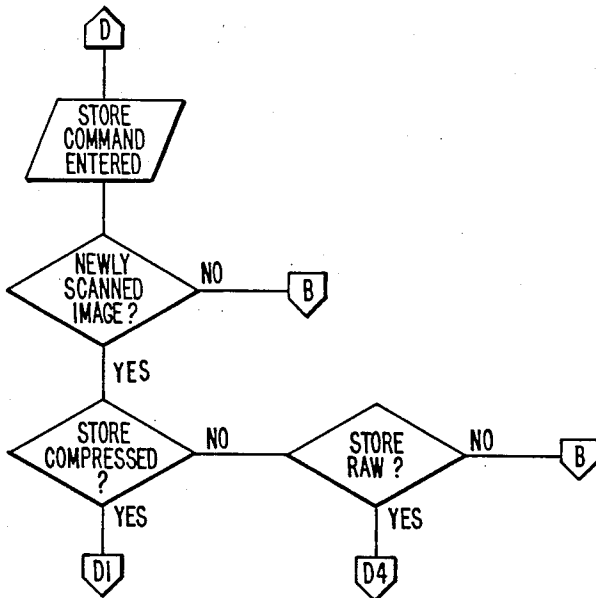 D
STORE
COMMAND
ENTERED
NEWLY
SCANNED
IMAGE?
NO
B
YES
STORE
COMPRESSED
?
NO
STORE
RAW ?
NO
B
YES
YES
D1
D4